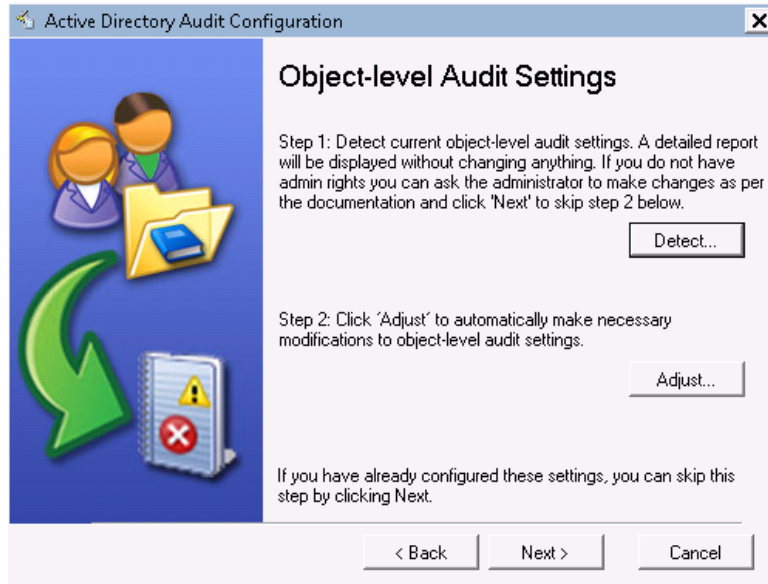 Active Directory Audit Configuration
Object-level Audit Settings
Step 1: Detect current object-level audit settings. A detailed report
will be displayed without changing anything. If you do not have
admin rights you can ask the administrator to make changes as per
the documentation and click 'Next' to skip step 2 below.
Detect...
Step 2: Click ´Adjust´ to automatically make necessary
modifications to object-level audit settings.
Adjust...
If you have already configured these settings, you can skip this
step by clicking Next.
< Back
Next >
Cancel